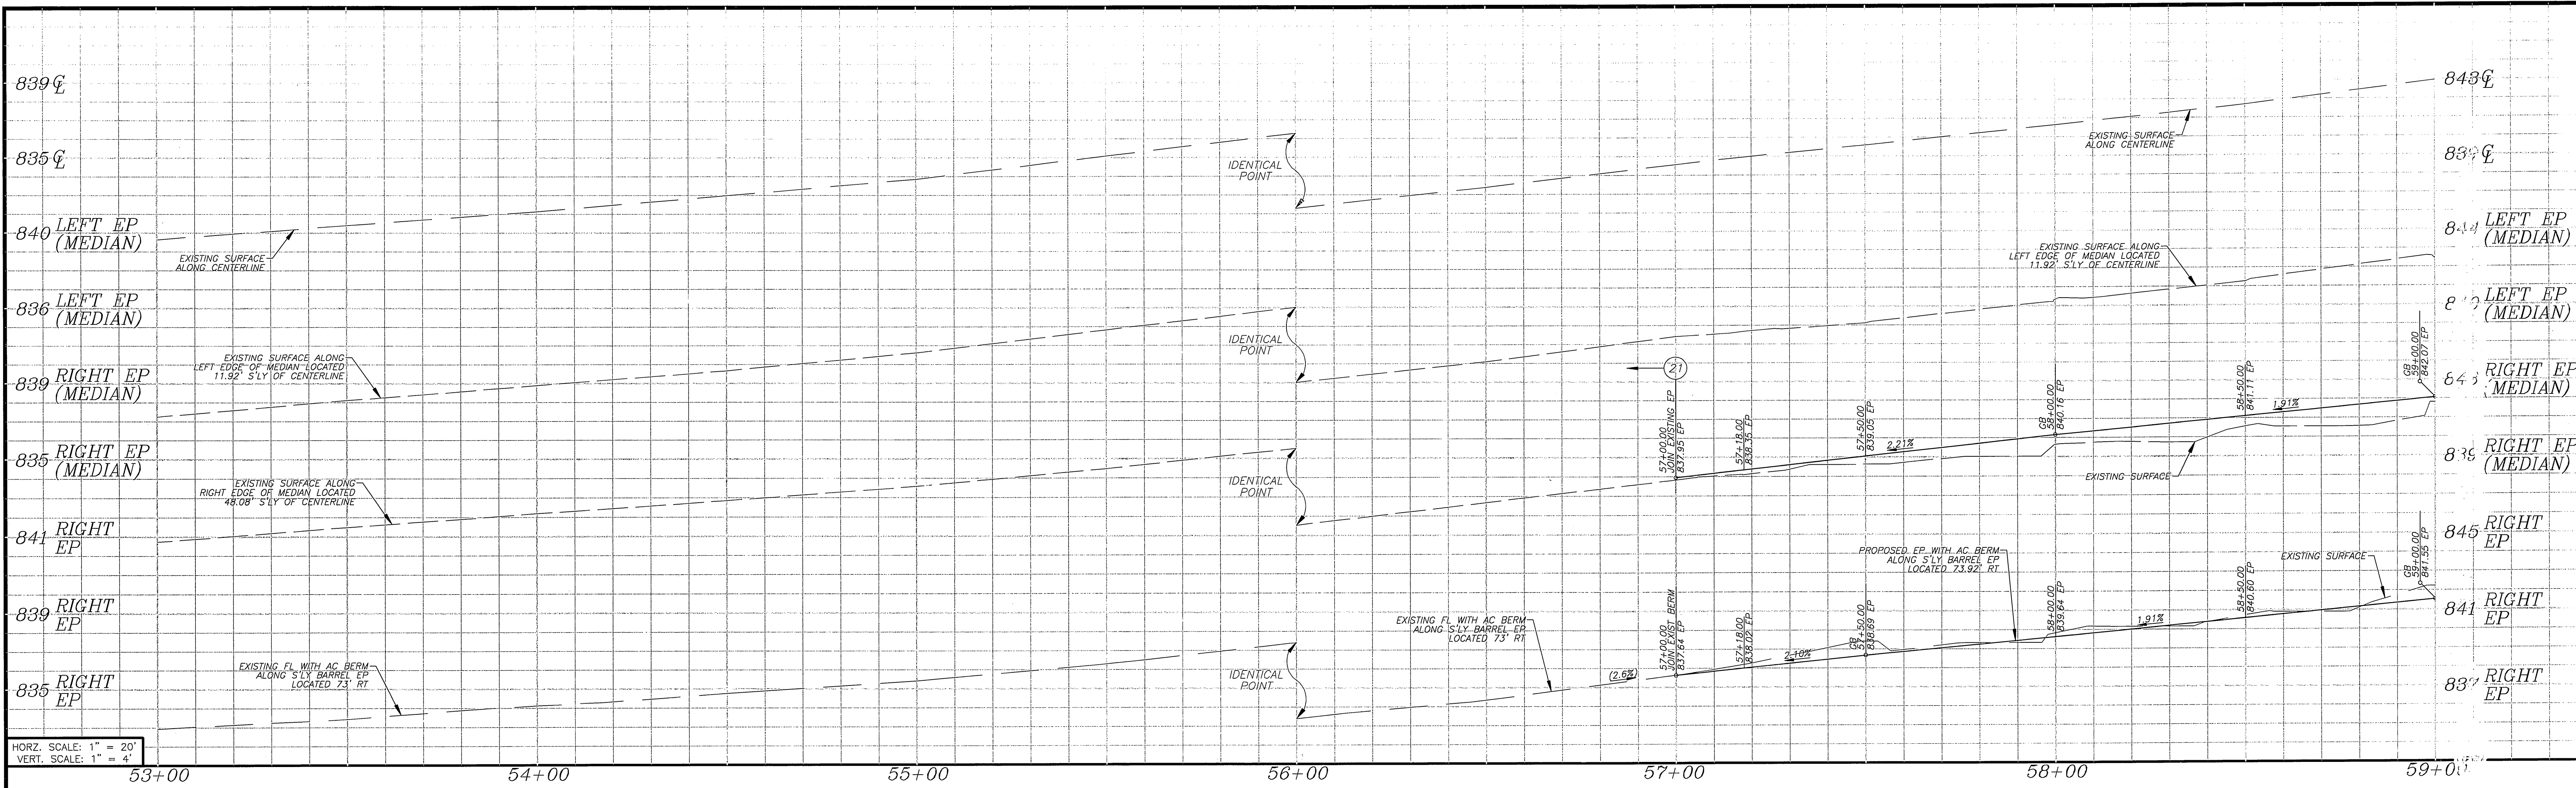 839 ℄
835 ℄
840 LEFT EP
(MEDIAN)
836 LEFT EP
(MEDIAN)
839 RIGHT EP
(MEDIAN)
835 RIGHT EP
(MEDIAN)
841 RIGHT
EP
839 RIGHT
EP
835 RIGHT
EP
EXISTING SURFACE
ALONG CENTERLINE
EXISTING SURFACE ALONG
LEFT EDGE OF MEDIAN LOCATED
11.92' S'LY OF CENTERLINE
EXISTING SURFACE ALONG
RIGHT EDGE OF MEDIAN LOCATED
48.08' S'LY OF CENTERLINE
EXISTING FL WITH AC BERM
ALONG S'LY BARREL EP
LOCATED 73' RT
IDENTICAL
POINT
IDENTICAL
POINT
IDENTICAL
POINT
IDENTICAL
POINT
EXISTING SURFACE
ALONG CENTERLINE
EXISTING SURFACE ALONG
LEFT EDGE OF MEDIAN LOCATED
11.92' S'LY OF CENTERLINE
21
57+00.00
JOIN EXISTING EP
837.95 EP
57+18.00
838.35 EP
57+50.00
839.05 EP
2.21%
GB
58+00.00
840.16 EP
58+50.00
841.11 EP
1.91%
GB
59+00.00
842.07 EP
EXISTING SURFACE
EXISTING FL WITH AC BERM
ALONG S'LY BARREL EP
LOCATED 73' RT
(2.6%)
57+00.00
JOIN EXIST BERM
837.64 EP
57+18.00
838.02 EP
2.10%
GB
57+50.00
838.69 EP
PROPOSED EP WITH AC BERM
ALONG S'LY BARREL EP
LOCATED 73.92' RT
58+00.00
839.64 EP
1.91%
58+50.00
840.60 EP
EXISTING SURFACE
GB
59+00.00
841.55 EP
843 ℄
℄
LEFT EP
(MEDIAN)
LEFT EP
(MEDIAN)
RIGHT EP
(MEDIAN)
839 RIGHT EP
(MEDIAN)
845 RIGHT
EP
841 RIGHT
EP
RIGHT
EP
HORZ. SCALE: 1" = 20'
VERT. SCALE: 1" = 4'
53+00 54+00 55+00 56+00 57+00 58+00